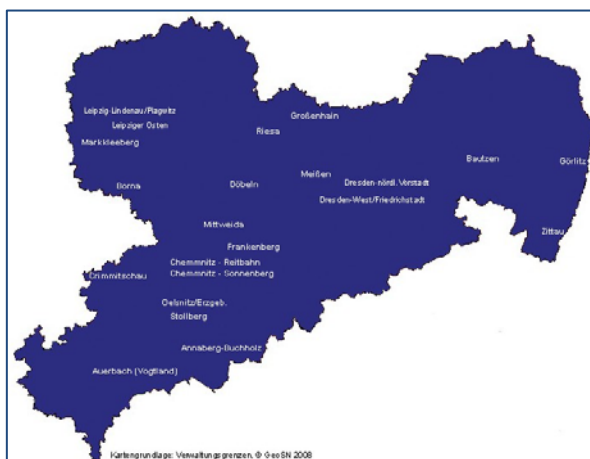 Leipzig-Lindenau/Plagwitz
Leipziger Osten
Markkleeberg
Großenhain
Riesa
Borna
Döbeln
Meißen
Dresden-nördl. Vorstadt
Dresden-West/Friedrichstadt
Bautzen
Görlitz
Zittau
Mittweida
Frankenberg
Chemmnitz - Reitbahn
Chemmnitz - Sonnenberg
Crimmitschau
Oelsnitz/Erzgeb.
Stollberg
Annaberg-Buchholz
Auerbach (Vogtland)
Kartengrundlage: Verwaltungsgrenzen, © GeoSN 2008